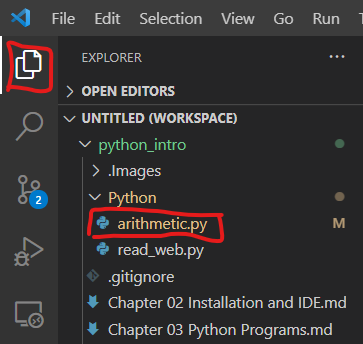 File Edit Selection View Go
EXPLORER
OPEN EDITORS
UNTITLED (WORKSPACE)
python_intro
.Images
Python
arithmetic.py M
read_web.py
2
.gitignore
Chapter 02 Installation and IDE.md
Chapter 03 Python Programs.md